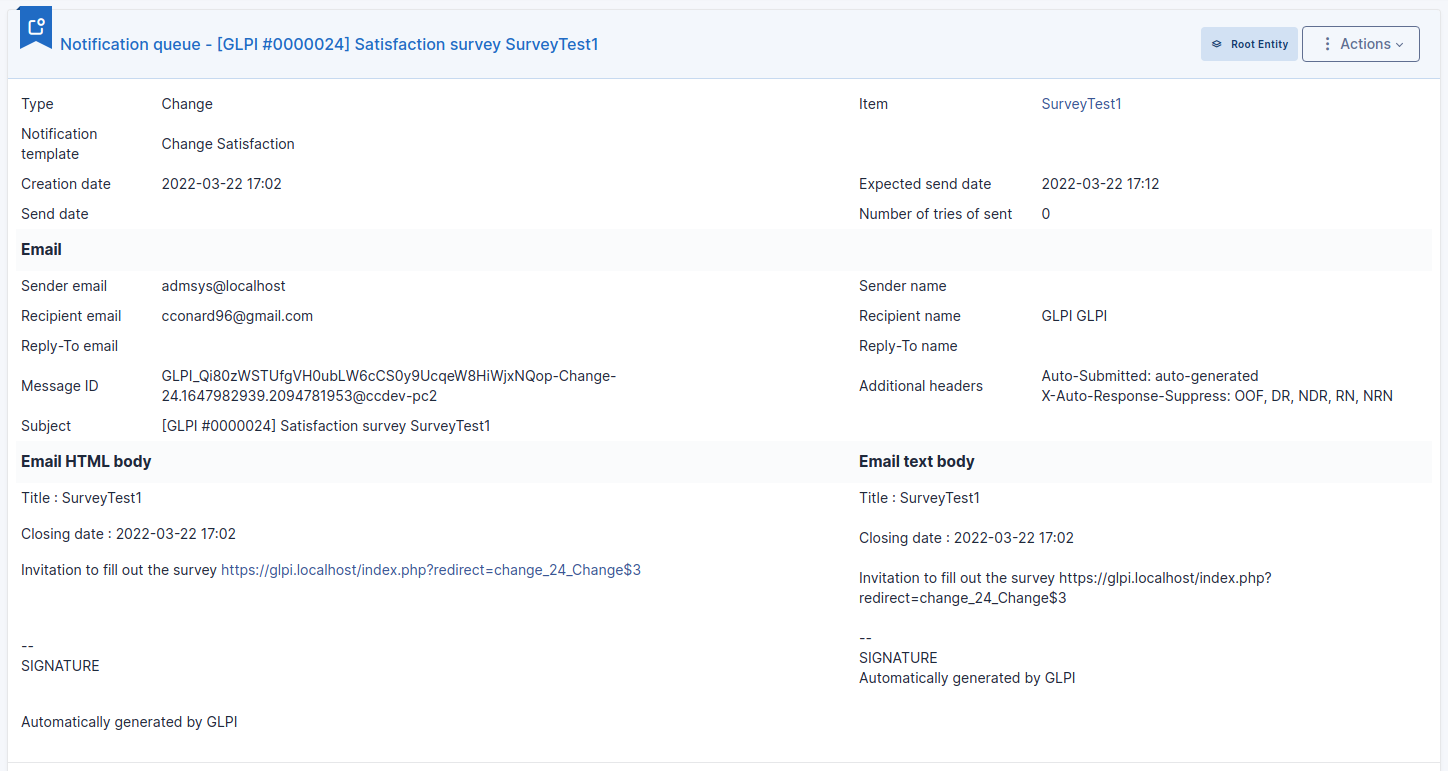 Notification queue - [GLPI #0000024] Satisfaction survey SurveyTest1
Root Entity
Actions
Type
Change
Item
SurveyTest1
Notification
template
Change Satisfaction
Creation date
2022-03-22 17:02
Expected send date
2022-03-22 17:12
Send date
Number of tries of sent
0
Email
Sender email
admsys@localhost
Sender name
Recipient email
cconard96@gmail.com
Recipient name
GLPI GLPI
Reply-To email
Reply-To name
Message ID
GLPI_Qi80zWSTUfgVH0ubLW6cCS0y9UcqeW8HiWjxNQop-Change-
24.1647982939.2094781953@ccdev-pc2
Additional headers
Auto-Submitted: auto-generated
X-Auto-Response-Suppress: OOF, DR, NDR, RN, NRN
Subject
[GLPI #0000024] Satisfaction survey SurveyTest1
Email HTML body
Title : SurveyTest1
Closing date : 2022-03-22 17:02
Invitation to fill out the survey https://glpi.localhost/index.php?redirect=change_24_Change$3
--
SIGNATURE
Automatically generated by GLPI
Email text body
Title : SurveyTest1
Closing date : 2022-03-22 17:02
Invitation to fill out the survey https://glpi.localhost/index.php?
redirect=change_24_Change$3
--
SIGNATURE
Automatically generated by GLPI